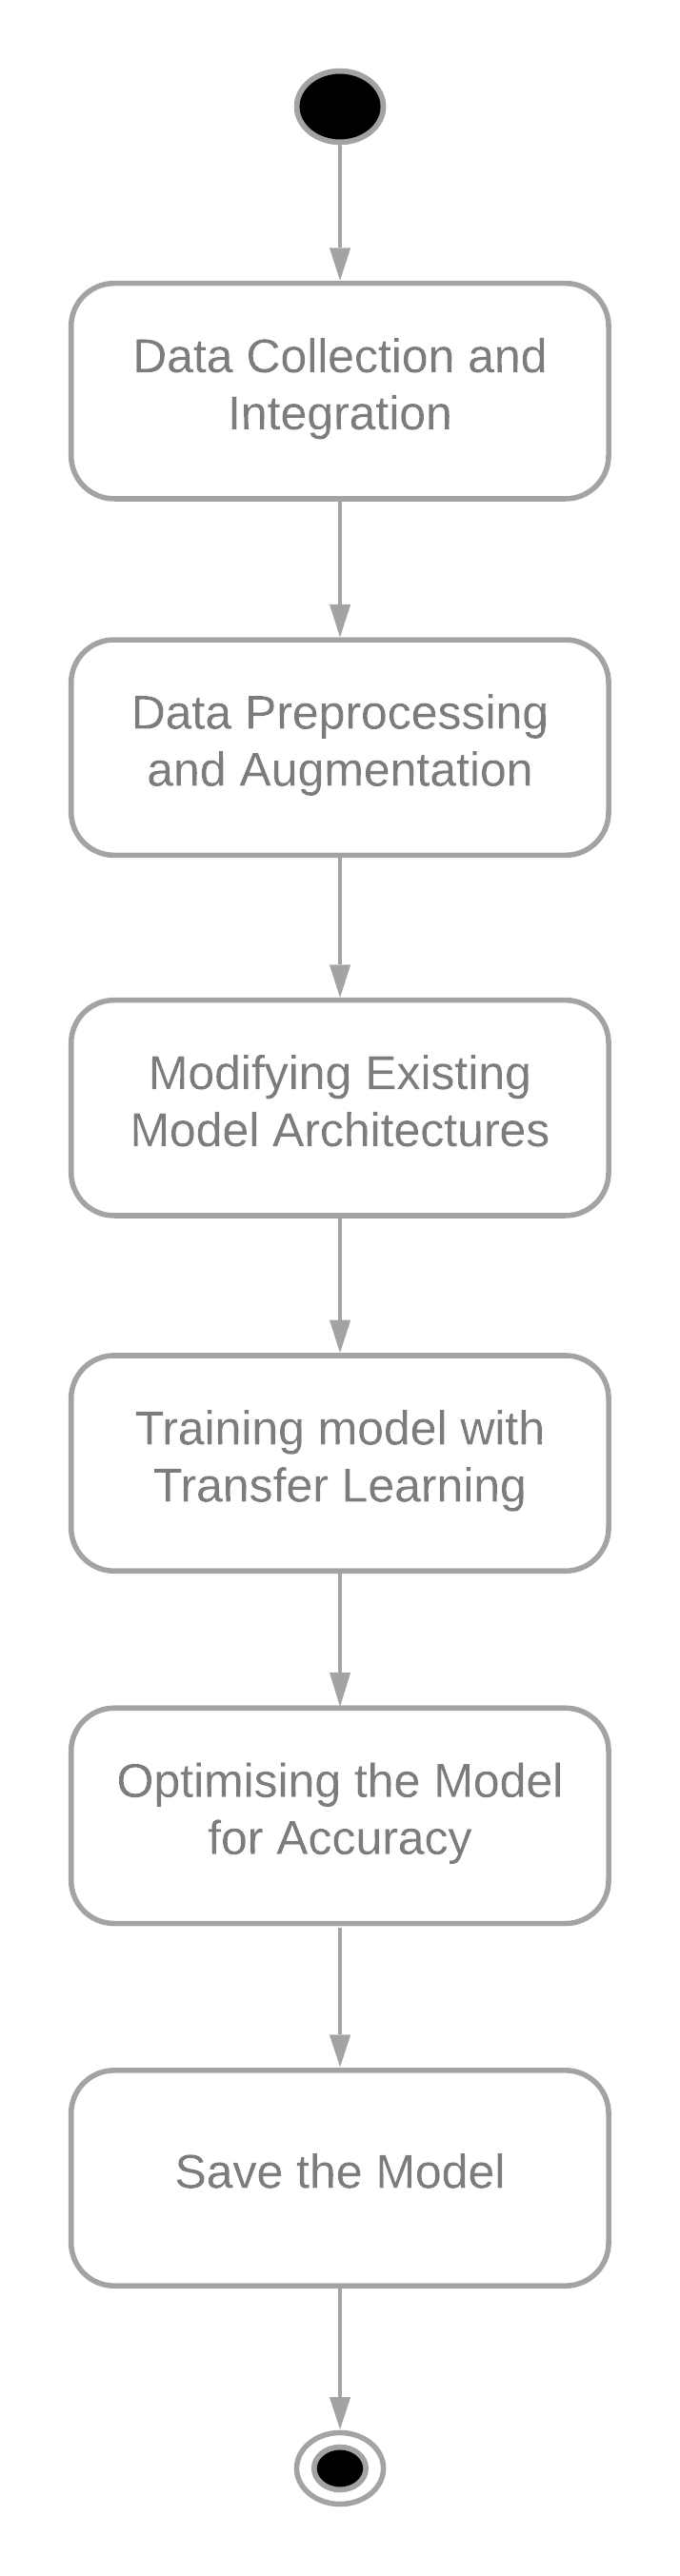 Data Collection and
Integration
Data Preprocessing
and Augmentation
Modifying Existing
Model Architectures
Training model with
Transfer Learning
Optimising the Model
for Accuracy
Save the Model